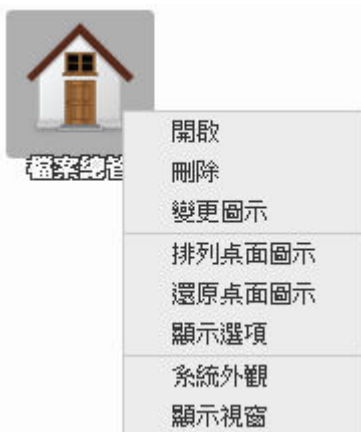 檔案總管
開啟
刪除
變更圖示
排列桌面圖示
還原桌面圖示
顯示選項
系統外觀
顯示視窗